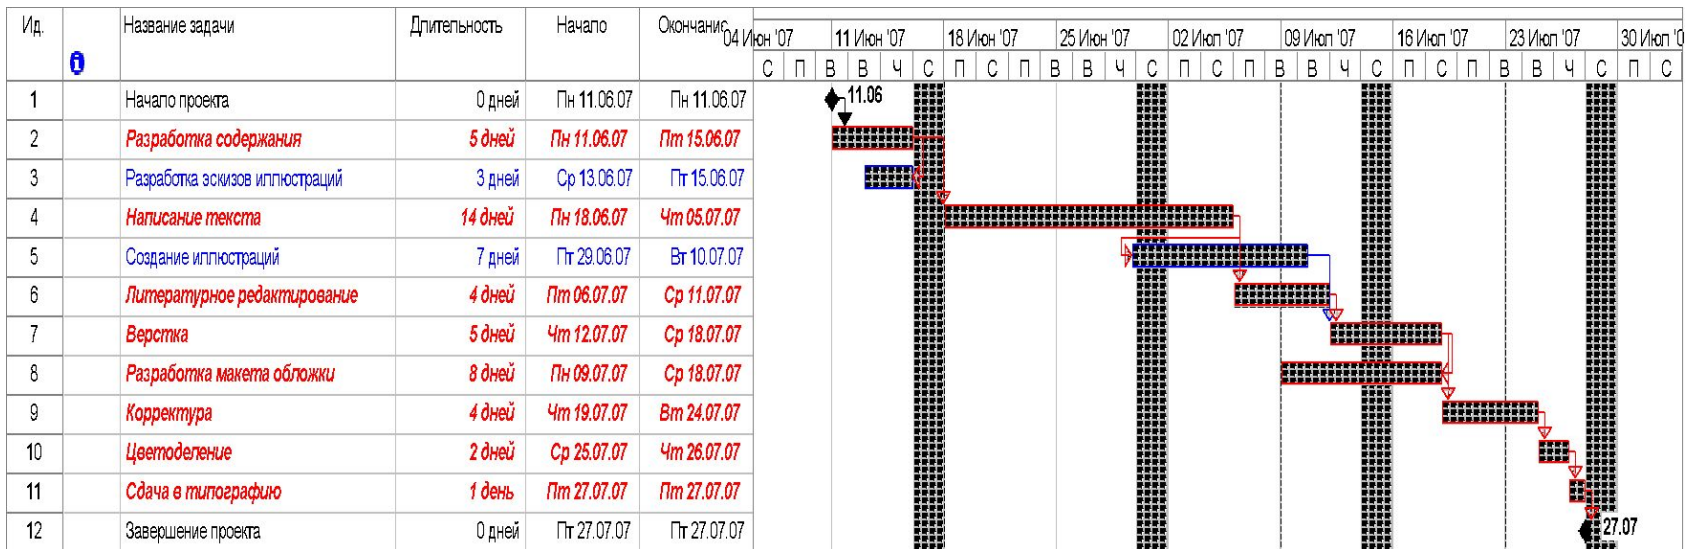 Ид. Название задачи Длительность Начало Окончание 04 Июн '07 11 Июн '07 18 Июн '07 25 Июн '07 02 Июл '07 09 Июл '07 16 Июл '07 23 Июл '07 30 Июл '0
С П В В Ч С П С П В В Ч С П С П В В Ч С П С П В В Ч С П С
1 Начало проекта 0 дней Пн 11.06.07 Пн 11.06.07 11.06
2 Разработка содержания 5 дней Пн 11.06.07 Пт 15.06.07
3 Разработка эскизов иллюстраций 3 дней Ср 13.06.07 Пт 15.06.07
4 Написание текста 14 дней Пн 18.06.07 Чт 05.07.07
5 Создание иллюстраций 7 дней Пт 29.06.07 Вт 10.07.07
6 Литературное редактирование 4 дней Пт 06.07.07 Ср 11.07.07
7 Верстка 5 дней Чт 12.07.07 Ср 18.07.07
8 Разработка макета обложки 8 дней Пн 09.07.07 Ср 18.07.07
9 Корректура 4 дней Чт 19.07.07 Вт 24.07.07
10 Цветоделение 2 дней Ср 25.07.07 Чт 26.07.07
11 Сдача в типографию 1 день Пт 27.07.07 Пт 27.07.07
12 Завершение проекта 0 дней Пт 27.07.07 Пт 27.07.07 27.07